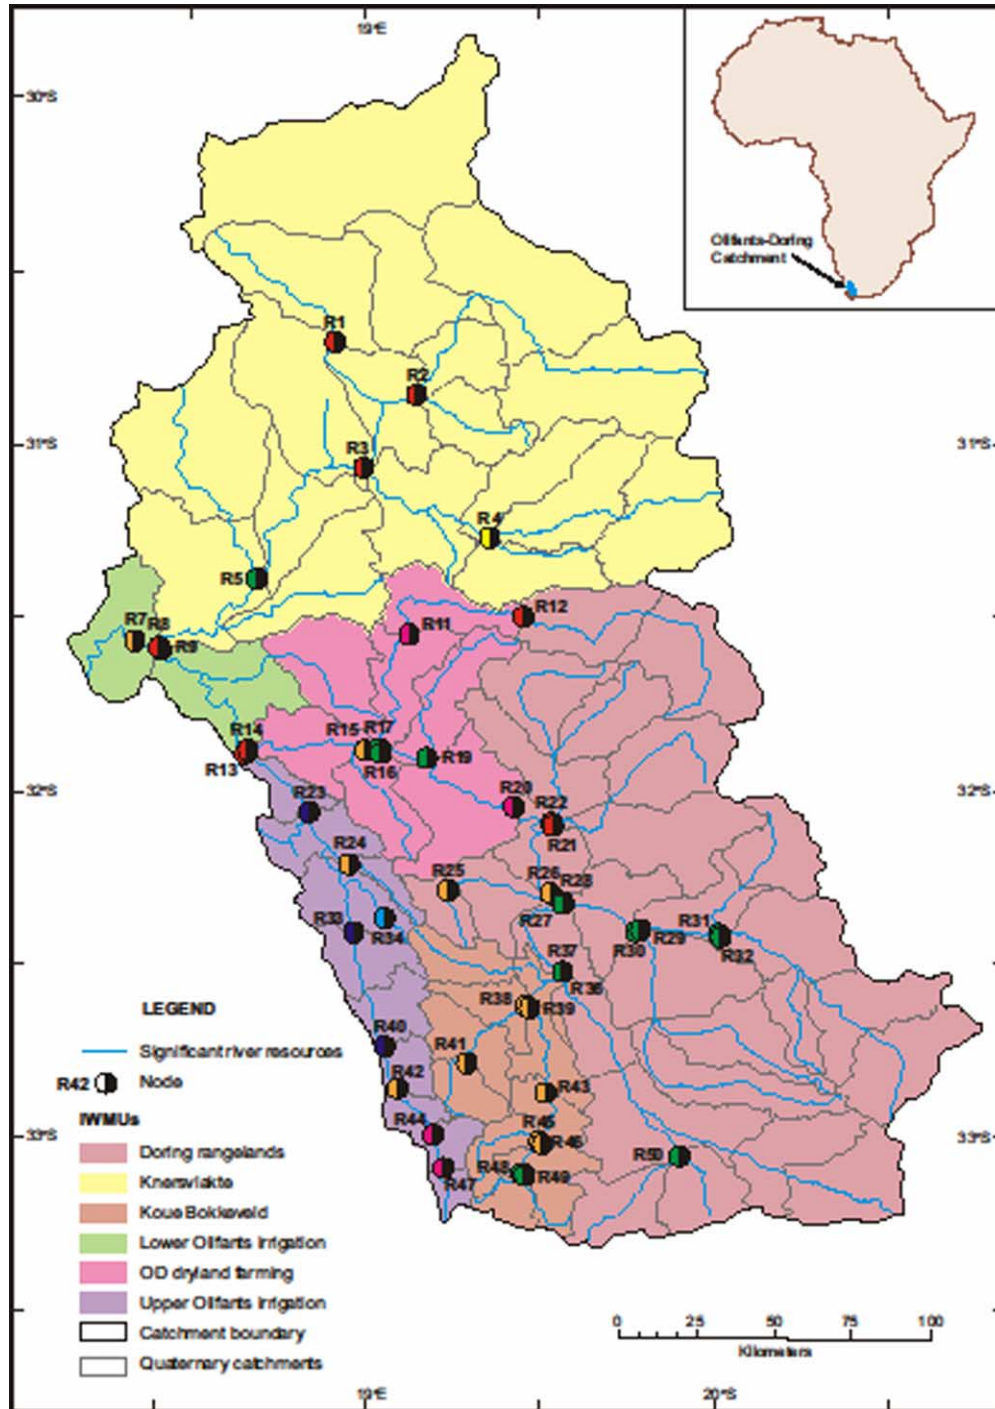 19°E
30°S
Olifants-Doring
Catchment
R1
R2
31°S
31°S
R3
R4
R5
R7
R8
R9
R11
R12
R14
R13
R15
R17
R16
R19
R20
R22
R21
32°S
32°S
R23
R24
R25
R26
R28
R27
R33
R34
R31
R30
R29
R32
R37
R36
R38
R39
R40
R41
R42
R43
R44
R45
R46
R47
R48
R49
R50
33°S
33°S
LEGEND
Significant river resources
R42 Node
IWMUs
Doring rangelands
Knersvlakte
Koue Bokkeveld
Lower Olifants Irrigation
OD dryland farming
Upper Olifants Irrigation
Catchment boundary
Quaternary catchments
0 25 50 75 100
Kilometers
19°E
20°S